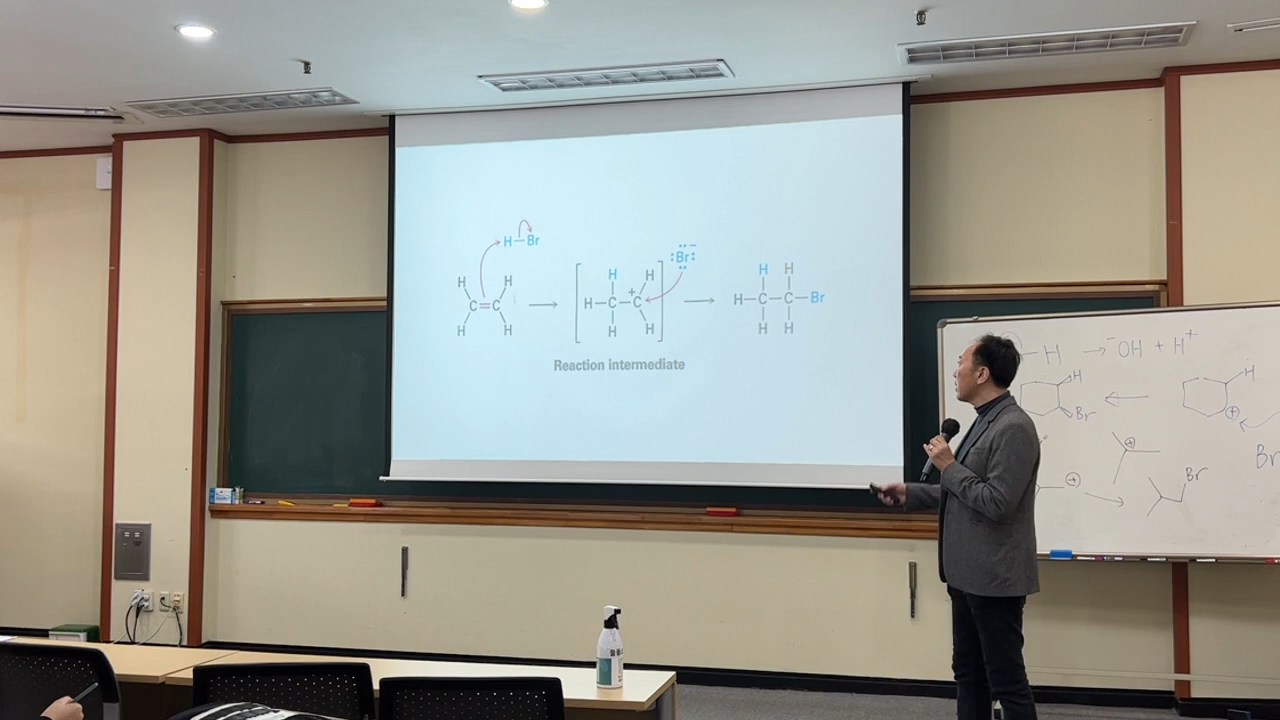 H—Br
H H
C=C
H H
→
H H
H—C—C+
H H
:Br:−
→
H H
H—C—C—Br
H H
Reaction intermediate
—H → −OH + H+
H
Br
←
H
⊕
Br
⊕
⊕
→
Br